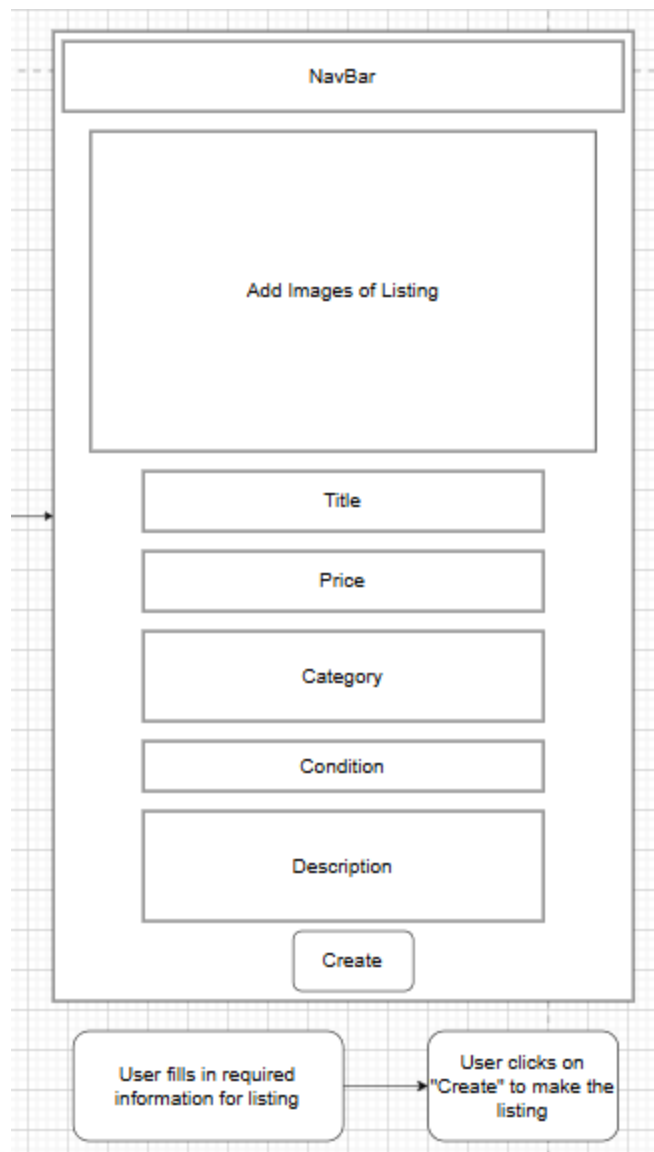 NavBar
Add Images of Listing
Title
Price
Category
Condition
Description
Create
User fills in required
information for listing
User clicks on
"Create" to make the
listing